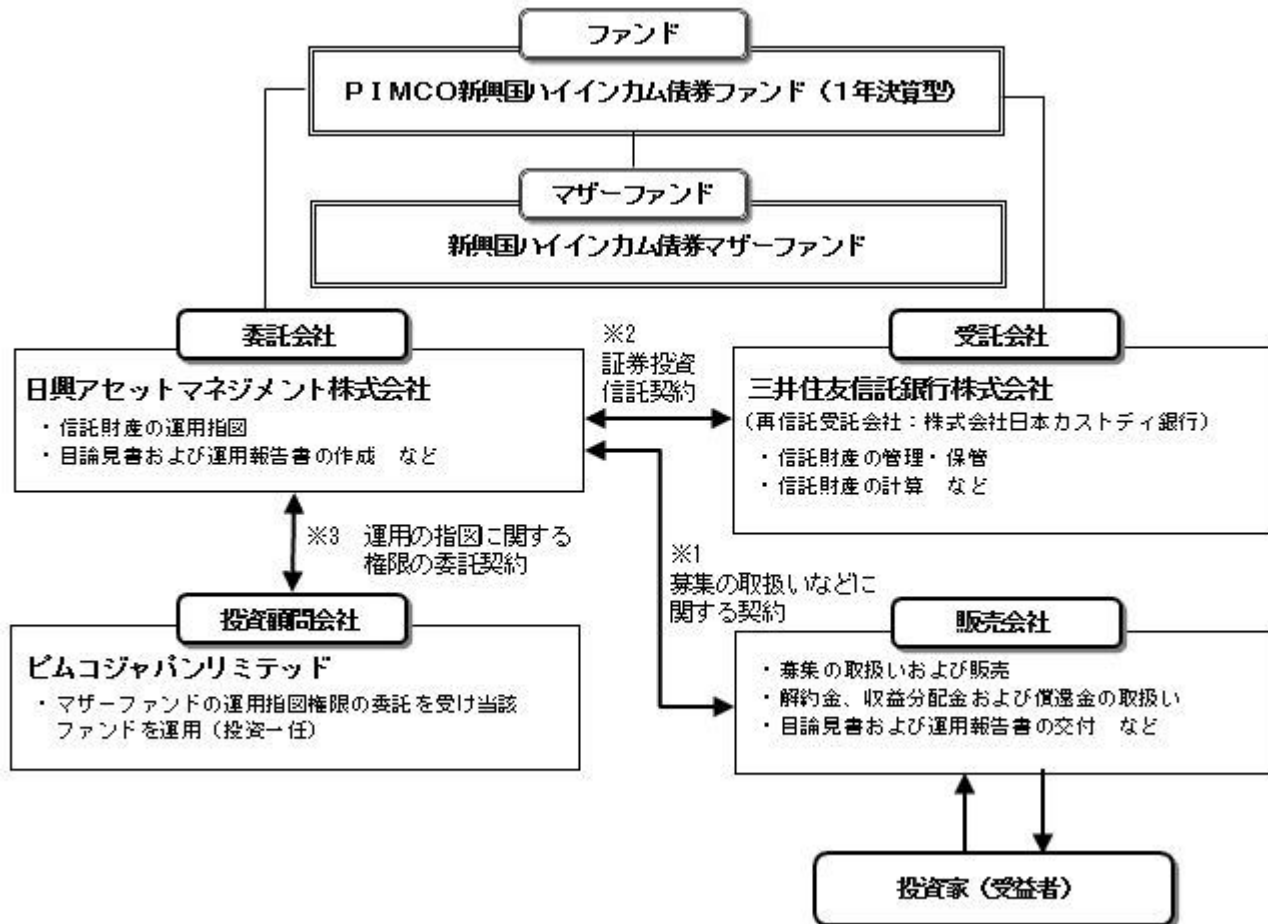 ファンド
PIMCO新興国ハイインカム債券ファンド(1年決算型)
マザーファンド
新興国ハイインカム債券マザーファンド
委託会社
日興アセットマネジメント株式会社
・信託財産の運用指図
・目論見書および運用報告書の作成 など
※2
証券投資
信託契約
受託会社
三井住友信託銀行株式会社
(再信託受託会社:株式会社日本カストディ銀行)
・信託財産の管理・保管
・信託財産の計算 など
※3 運用の指図に関する
権限の委託契約
※1
募集の取扱いなどに
関する契約
投資顧問会社
ピムコジャパンリミテッド
・マザーファンドの運用指図権限の委託を受け当該
ファンドを運用(投資一任)
販売会社
・募集の取扱いおよび販売
・解約金、収益分配金および償還金の取扱い
・目論見書および運用報告書の交付 など
投資家(受益者)